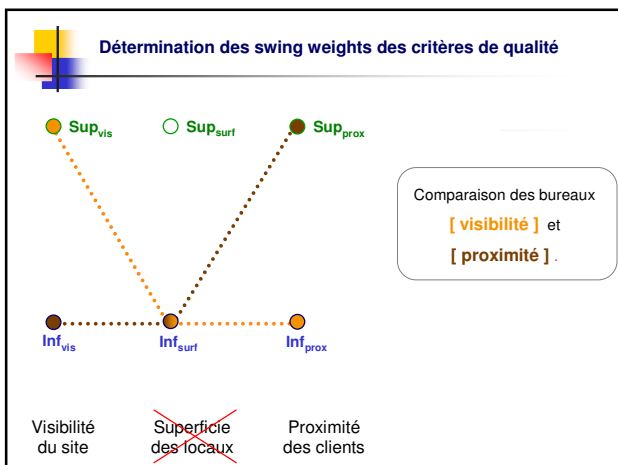 Détermination des swing weights des critères de qualité
Sup_vis Sup_surf Sup_prox
Comparaison des bureaux
[ visibilité ] et
[ proximité ] .
Inf_vis Inf_surf Inf_prox
Visibilité Superficie Proximité
du site des locaux des clients